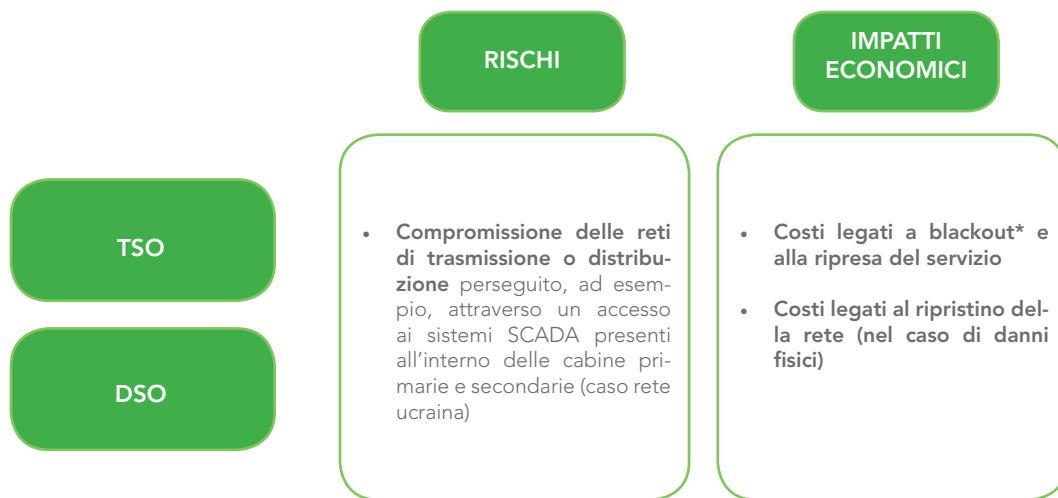 RISCHI
IMPATTI
ECONOMICI
TSO
DSO
• Compromissione delle reti
di trasmissione o distribu-
zione perseguito, ad esem-
pio, attraverso un accesso
ai sistemi SCADA presenti
all’interno delle cabine pri-
marie e secondarie (caso rete
ucraina)
• Costi legati a blackout* e
alla ripresa del servizio
• Costi legati al ripristino del-
la rete (nel caso di danni
fisici)